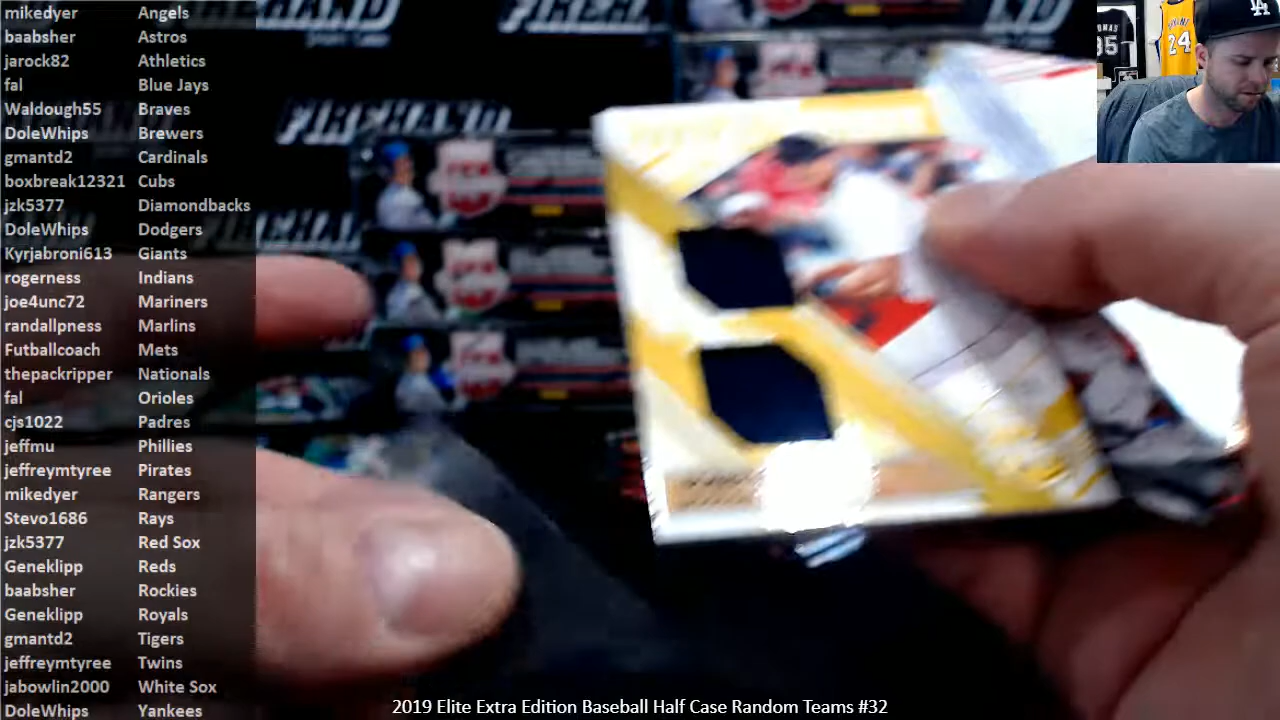 mikedyer Angels
baabsher Astros
jarock82 Athletics
fal Blue Jays
Waldough55 Braves
DoleWhips Brewers
gmantd2 Cardinals
boxbreak12321 Cubs
jzk5377 Diamondbacks
DoleWhips Dodgers
Kyrjabroni613 Giants
rogerness Indians
joe4unc72 Mariners
randallpness Marlins
Futballcoach Mets
thepackripper Nationals
fal Orioles
cjs1022 Padres
jeffmu Phillies
jeffreymtyree Pirates
mikedyer Rangers
Stevo1686 Rays
jzk5377 Red Sox
Geneklipp Reds
baabsher Rockies
Geneklipp Royals
gmantd2 Tigers
jeffreymtyree Twins
jabowlin2000 White Sox
DoleWhips Yankees
FIREHAND
LA
24
2019 Elite Extra Edition Baseball Half Case Random Teams #32